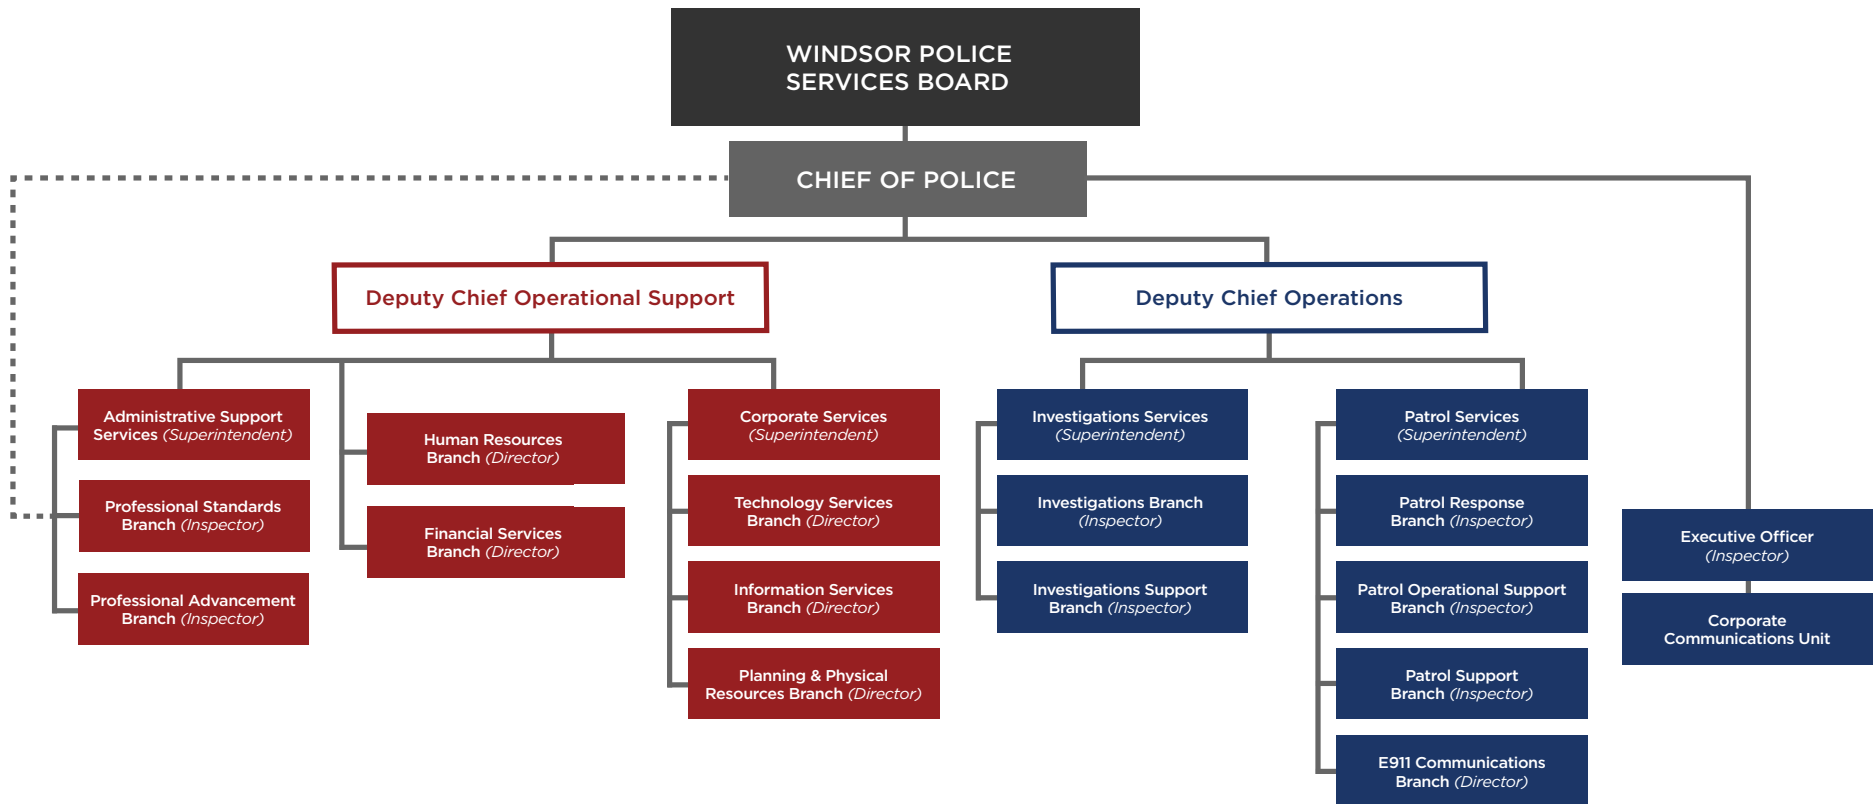 WINDSOR POLICE
SERVICES BOARD
CHIEF OF POLICE
Deputy Chief Operational Support
Deputy Chief Operations
Administrative Support
Services (Superintendent)
Professional Standards
Branch (Inspector)
Professional Advancement
Branch (Inspector)
Human Resources
Branch (Director)
Financial Services
Branch (Director)
Corporate Services
(Superintendent)
Technology Services
Branch (Director)
Information Services
Branch (Director)
Planning & Physical
Resources Branch (Director)
Investigations Services
(Superintendent)
Investigations Branch
(Inspector)
Investigations Support
Branch (Inspector)
Patrol Services
(Superintendent)
Patrol Response
Branch (Inspector)
Patrol Operational Support
Branch (Inspector)
Patrol Support
Branch (Inspector)
E911 Communications
Branch (Director)
Executive Officer
(Inspector)
Corporate
Communications Unit